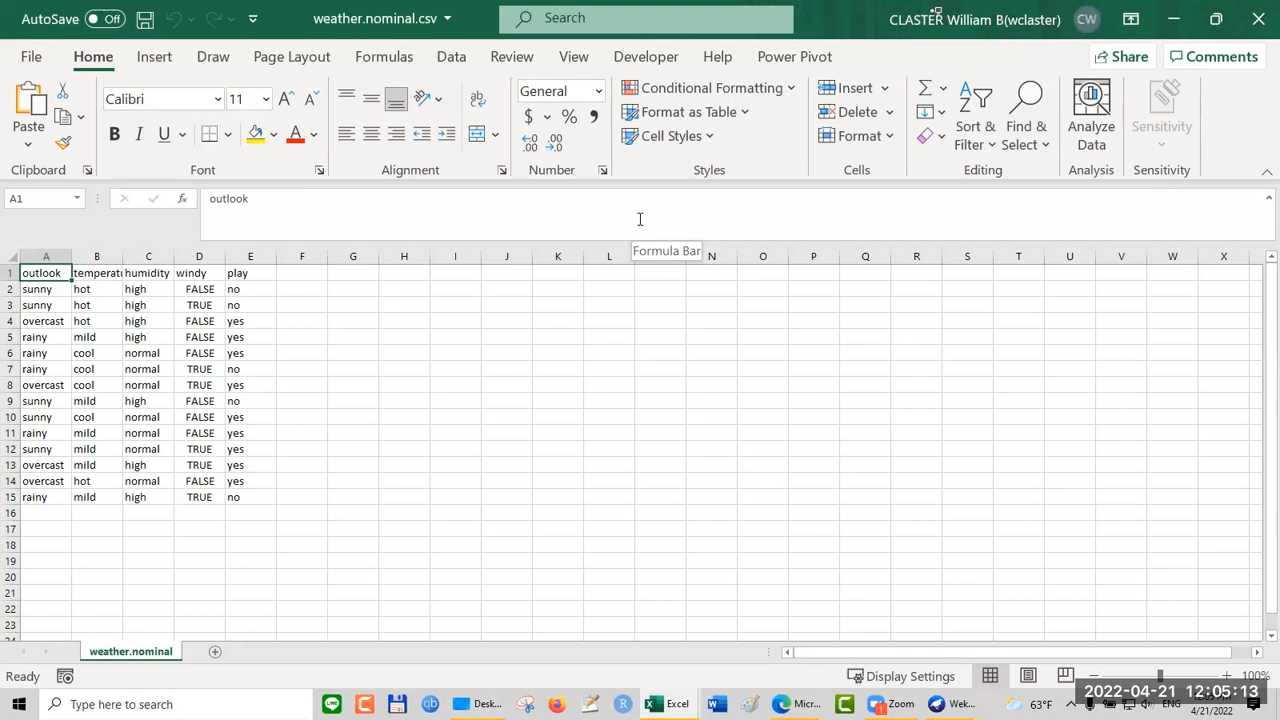 AutoSave Off weather.nominal.csv Search CLASTER William B(wclaster) CW
File Home Insert Draw Page Layout Formulas Data Review View Developer Help Power Pivot Share Comments
Paste Calibri 11 General Conditional Formatting Insert
Format as Table Delete Sort & Find & Analyze Sensitivity
B I U A $ % , Cell Styles Format Filter Select Data
Clipboard Font Alignment Number Styles Cells Editing Analysis Sensitivity
A1 fx outlook
Formula Bar
A B C D E F G H I J K L N O P Q R S T U V W X
1 outlook temperatu humidity windy play
2 sunny hot high FALSE no
3 sunny hot high TRUE no
4 overcast hot high FALSE yes
5 rainy mild high FALSE yes
6 rainy cool normal FALSE yes
7 rainy cool normal TRUE no
8 overcast cool normal TRUE yes
9 sunny mild high FALSE no
10 sunny cool normal FALSE yes
11 rainy mild normal FALSE yes
12 sunny mild normal TRUE yes
13 overcast mild high TRUE yes
14 overcast hot normal FALSE yes
15 rainy mild high TRUE no
16
17
18
19
20
21
22
23
24
weather.nominal
Ready Display Settings 100%
2022-04-21 12:05:13
Type here to search Desk... Excel Micr... Zoom Wek... 63°F ENG
4/21/2022